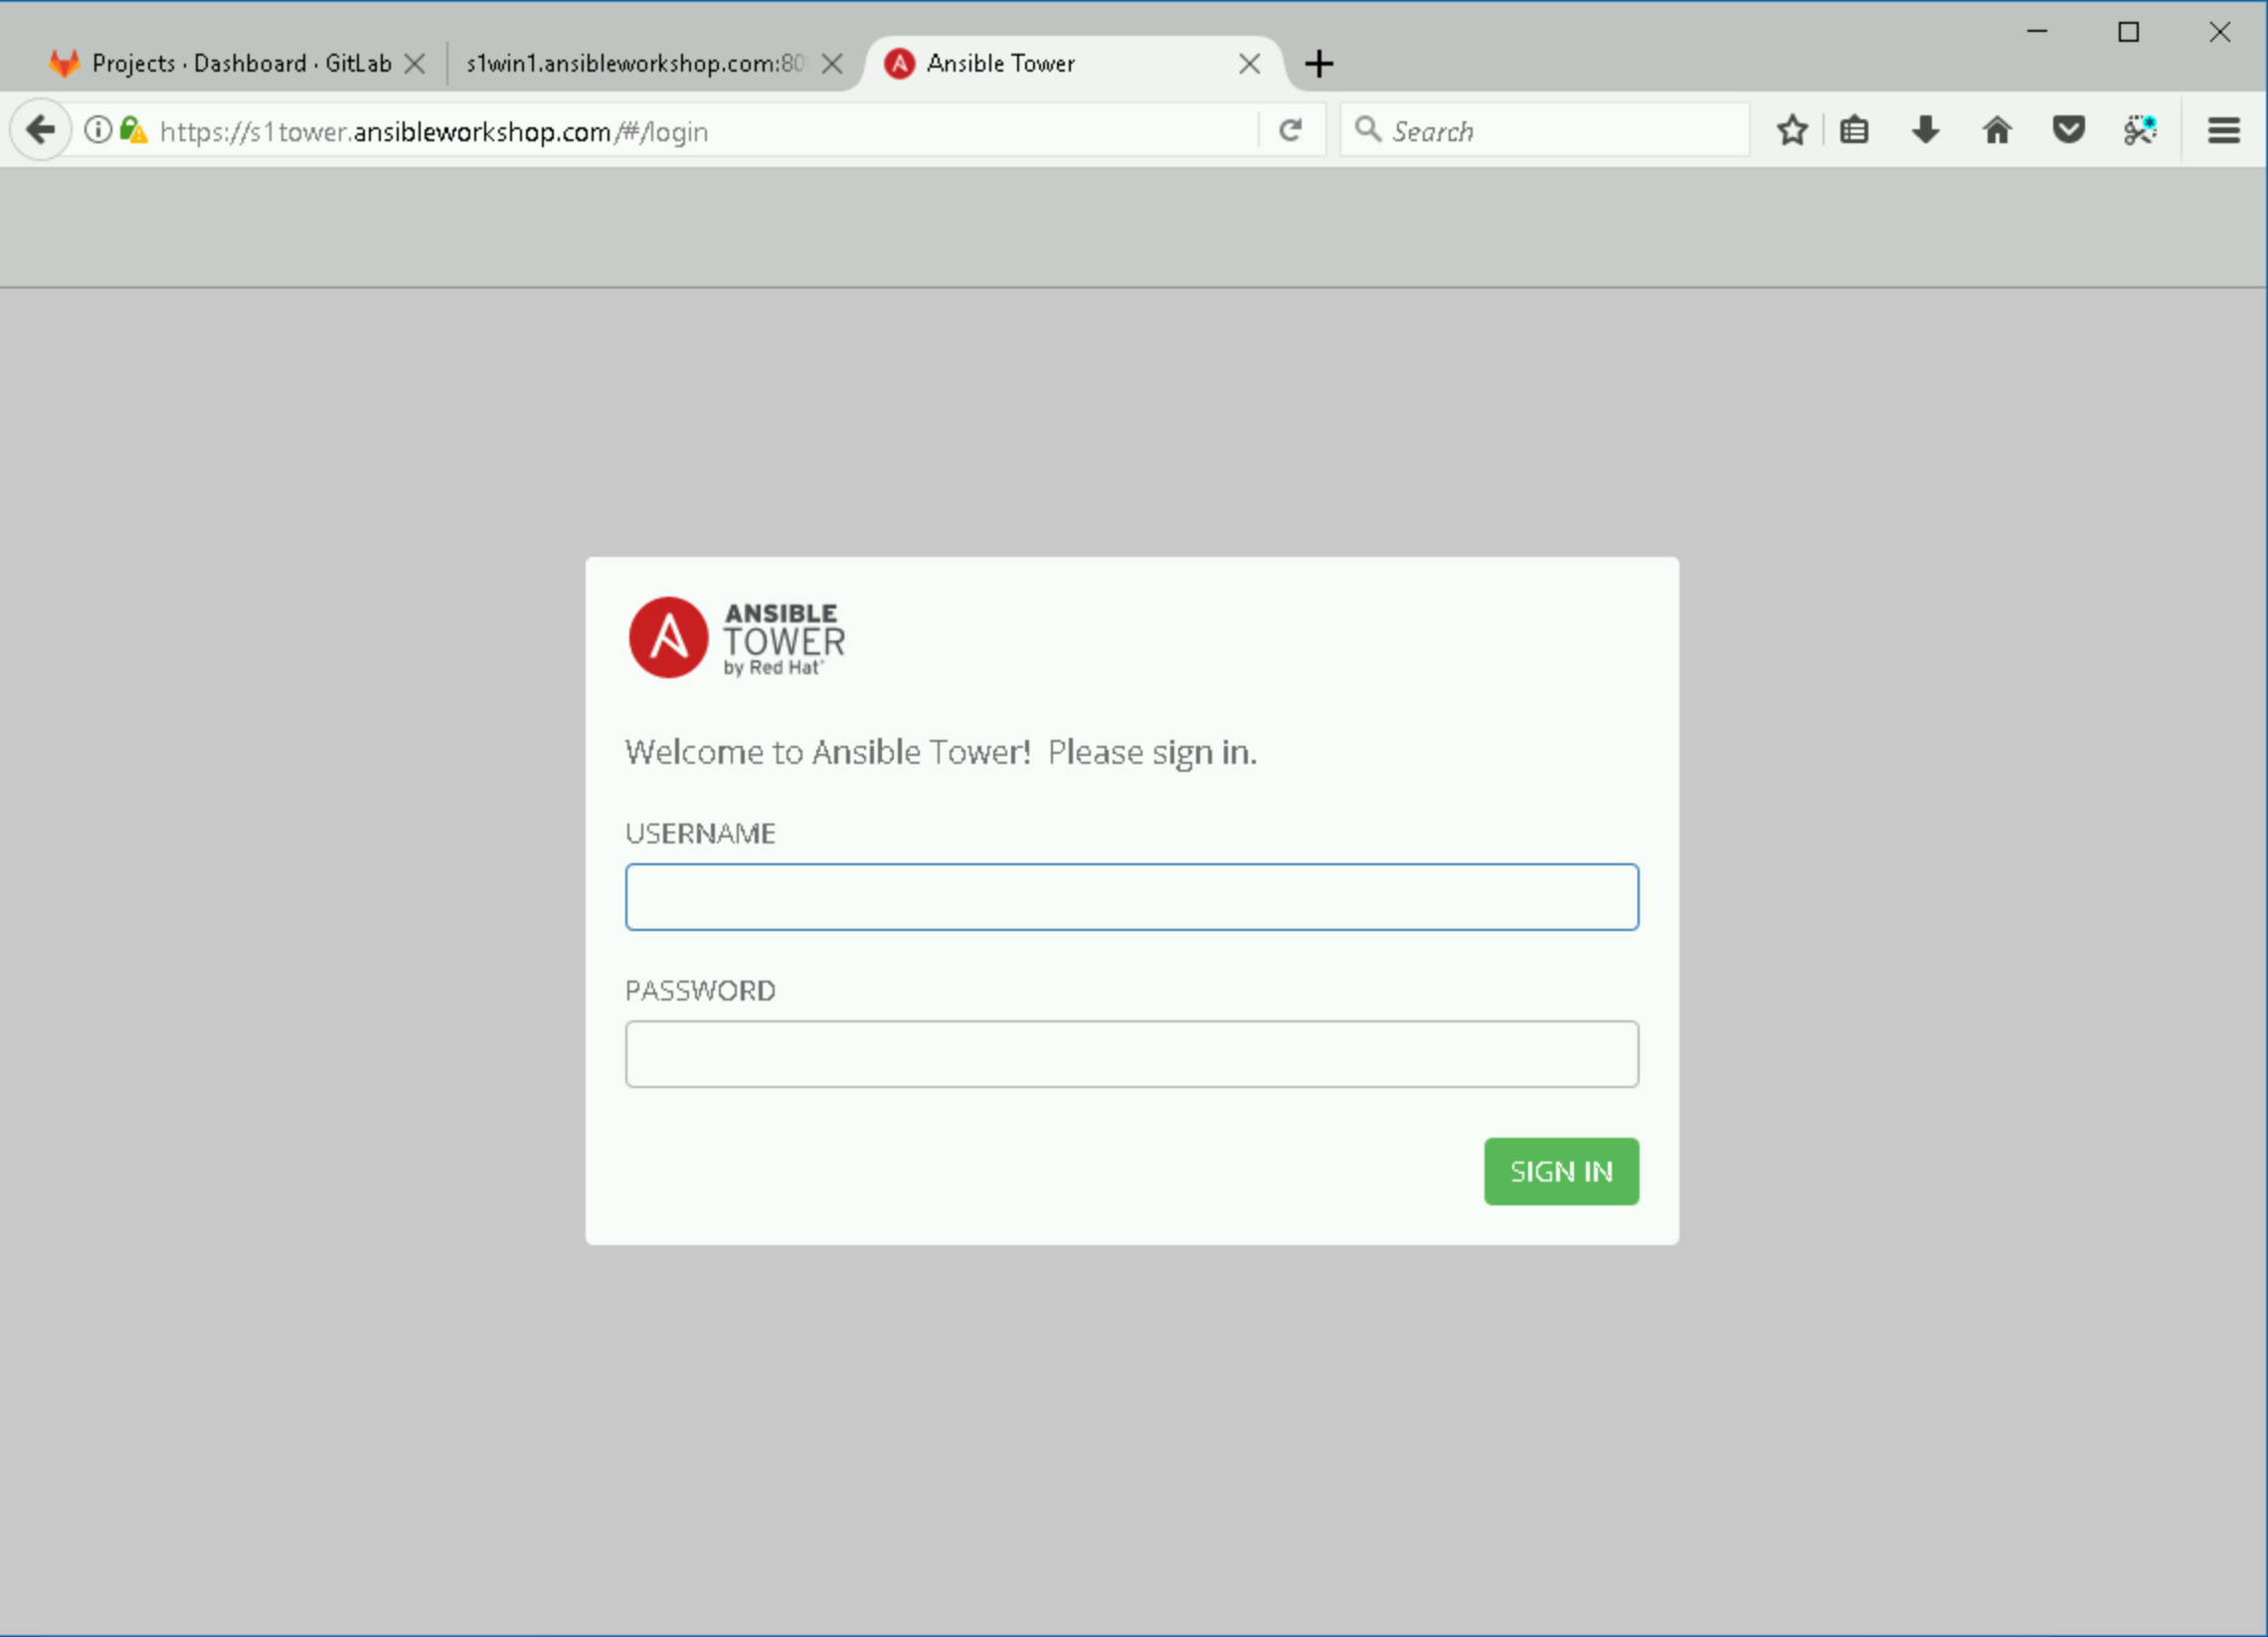 Projects · Dashboard · GitLab
s1win1.ansibleworkshop.com:80
Ansible Tower
https://s1tower.ansibleworkshop.com/#/login
Search
ANSIBLE
TOWER
by Red Hat®
Welcome to Ansible Tower!  Please sign in.
USERNAME
PASSWORD
SIGN IN